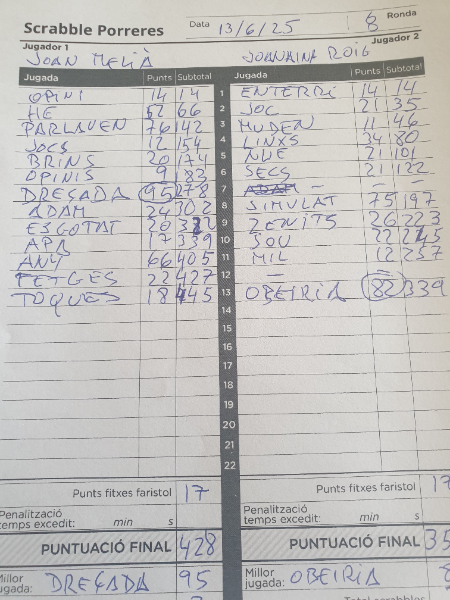 Scrabble Porreres Data 13/6/25 8 Ronda
Jugador 1 Jugador 2
JOAN MELIÀ JOANAINA ROIG
Jugada Punts Subtotal Jugada Punts Subtotal
OPINI 14 14 1 ENTERRI 14 14
HE 52 66 2 JOC 21 35
PARLAVEN 76 142 3 MUDEN 11 46
JOCS 12 154 4 LINXS 34 80
BRINS 20 174 5 NUE 21 101
OPINIS 9 183 6 SECS 21 122
DREÇADA 95 278 7 ADAM — — —
ADAM 24 302 8 SIMULAT 75 197
ESGOTAT 20 322 9 ZENITS 26 223
APA 17 339 10 SOU 22 245
ANY 66 405 11 MIL 12 257
PETGES 22 427 12 —
TOQUES 18 445 13 OBEIRIA 82 339
14
15
16
17
18
19
20
21
22
Punts fitxes faristol 17 Punts fitxes faristol 17
Penalització Penalització
temps excedit: min s temps excedit: min s
PUNTUACIÓ FINAL 428 PUNTUACIÓ FINAL 35
Millor Millor
jugada: DREÇADA 95 jugada: OBEIRIA 8